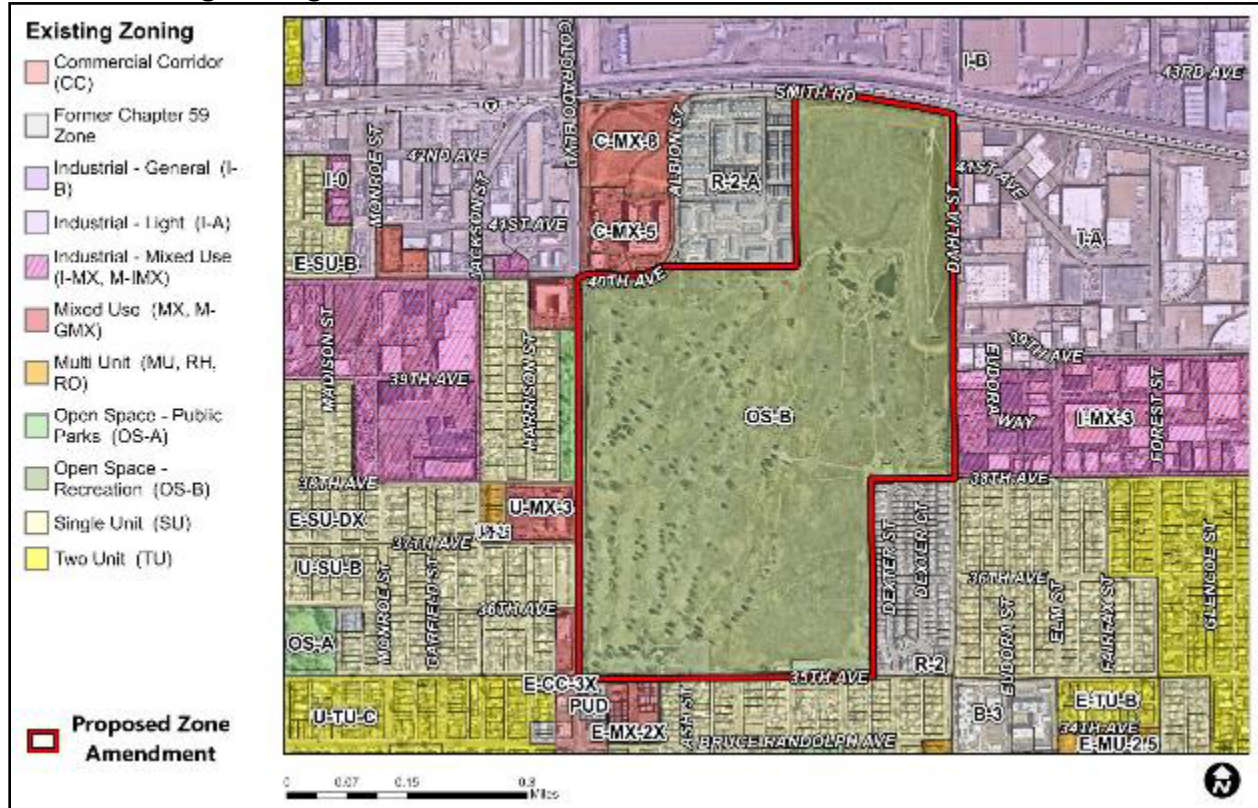 Existing Zoning
Commercial Corridor
(CC)
Former Chapter 59
Zone
Industrial - General (I-
B)
Industrial - Light (I-A)
Industrial - Mixed Use
(I-MX, M-IMX)
Mixed Use (MX, M-
GMX)
Multi Unit (MU, RH,
RO)
Open Space - Public
Parks (OS-A)
Open Space -
Recreation (OS-B)
Single Unit (SU)
Two Unit (TU)
Proposed Zone
Amendment
COLORADO BLVD
I-B
43RD AVE
SMITH RD
C-MX-8
ALBION ST
42ND AVE
R-2-A
41ST AVE
I-0
MONROE ST
JACKSON ST
41ST AVE
C-MX-5
DAHLIA ST
I-A
E-SU-B
40TH AVE
MADISON ST
39TH AVE
HARRISON ST
39TH AVE
EUDORA
WAY
OS-B
I-MX-3
FOREST ST
38TH AVE
38TH AVE
E-SU-DX
U-MX-3
37TH AVE
U-SU-B
DEXTER ST
DEXTER CT
36TH AVE
MONROE ST
GARFIELD ST
36TH AVE
EUDORA ST
ELM ST
FAIRFAX ST
GLENCOE ST
OS-A
R-2
35TH AVE
E-CC-3X
PUD
U-TU-C
E-MX-2X
ASH ST
BRUCE RANDOLPH AVE
B-3
E-TU-B
34TH AVE
E-MU-2.5
0 0.07 0.15 0.3
Miles
N